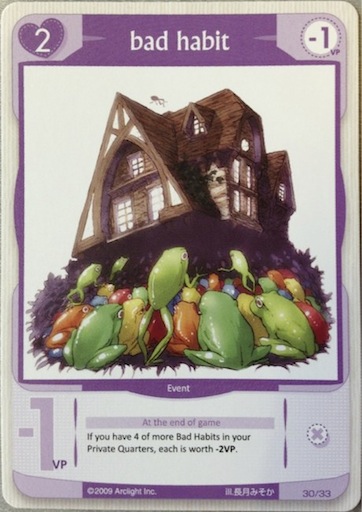 2
bad habit
-1
VP
Event
-1
VP
At the end of game
If you have 4 of more Bad Habits in your
Private Quarters, each is worth -2VP.
©2009 Arclight Inc.
ill.長月みそか
30/33